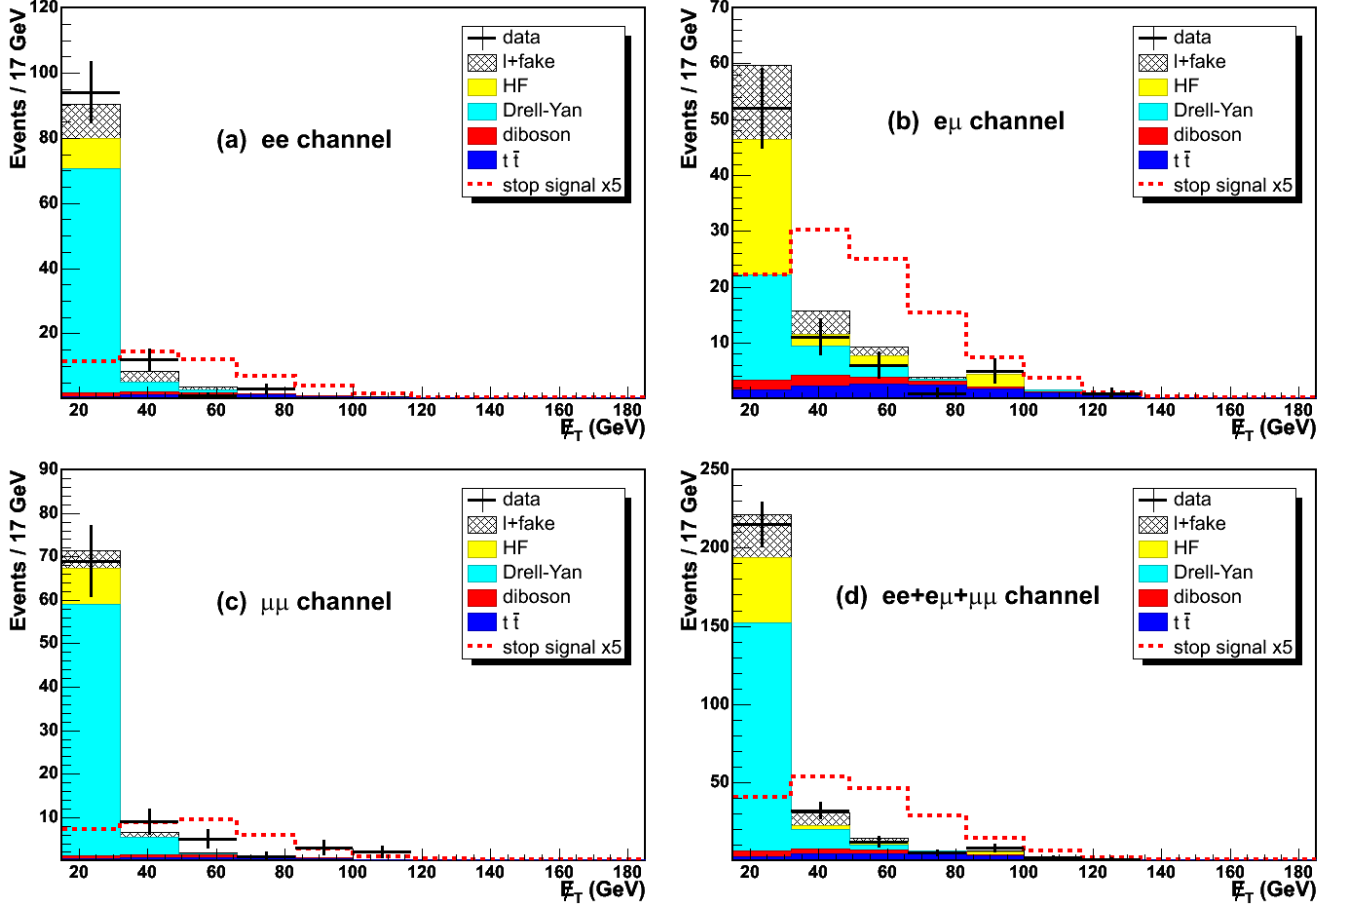 Events / 17 GeV
120
100
80
60
40
20
data
l+fake
HF
Drell-Yan
diboson
t t̄
stop signal x5
(a) ee channel
20 40 60 80 100 120 140 160 180
E̸_T (GeV)
Events / 17 GeV
70
60
50
40
30
20
10
data
l+fake
HF
Drell-Yan
diboson
t t̄
stop signal x5
(b) eμ channel
20 40 60 80 100 120 140 160 180
E̸_T (GeV)
Events / 17 GeV
90
80
70
60
50
40
30
20
10
data
l+fake
HF
Drell-Yan
diboson
t t̄
stop signal x5
(c) μμ channel
20 40 60 80 100 120 140 160 180
E̸_T (GeV)
Events / 17 GeV
250
200
150
100
50
data
l+fake
HF
Drell-Yan
diboson
t t̄
stop signal x5
(d) ee+eμ+μμ channel
20 40 60 80 100 120 140 160 180
E̸_T (GeV)